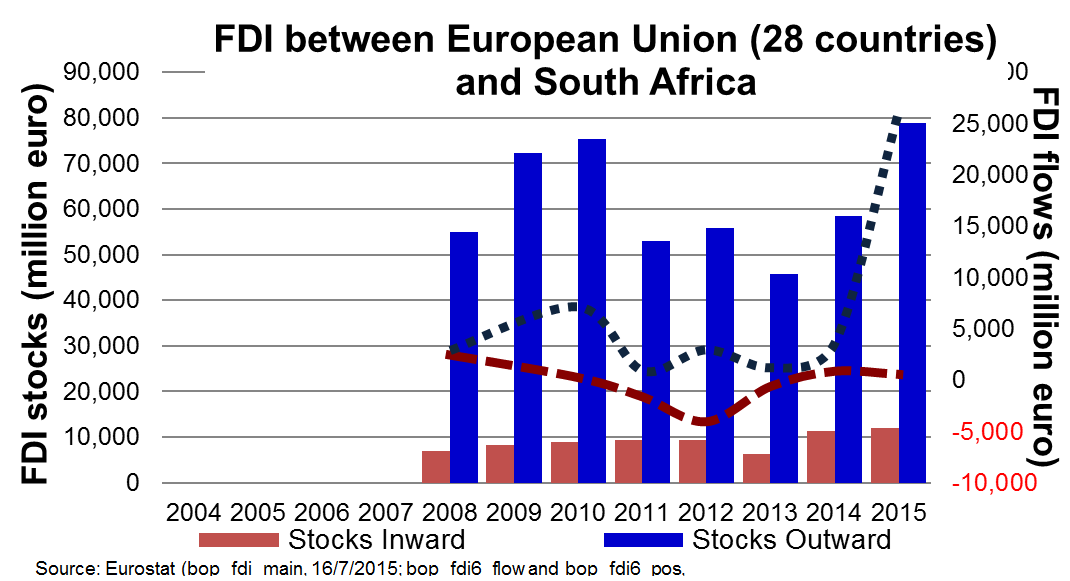 FDI between European Union (28 countries)
and South Africa
FDI stocks (million euro)
90,000
80,000
70,000
60,000
50,000
40,000
30,000
20,000
10,000
0
25,000
20,000
15,000
10,000
5,000
0
-5,000
-10,000
FDI flows (million euro)
2004 2005 2006 2007 2008 2009 2010 2011 2012 2013 2014 2015
Stocks Inward Stocks Outward
Source: Eurostat (bop_fdi_main, 16/7/2015; bop_fdi6_flow and bop_fdi6_pos,